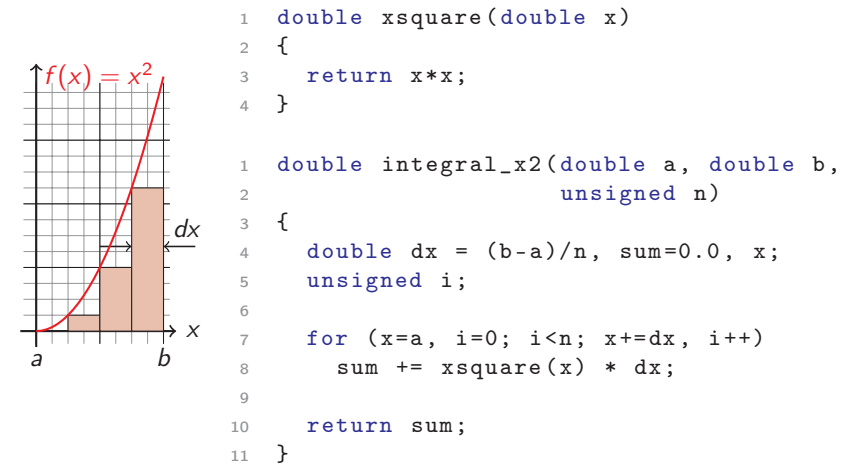 f(x) = x²
dx
x
a
b
1 double xsquare(double x)
2 {
3   return x*x;
4 }
1 double integral_x2(double a, double b,
2                    unsigned n)
3 {
4   double dx = (b-a)/n, sum=0.0, x;
5   unsigned i;
6
7   for (x=a, i=0; i<n; x+=dx, i++)
8     sum += xsquare(x) * dx;
9
10   return sum;
11 }